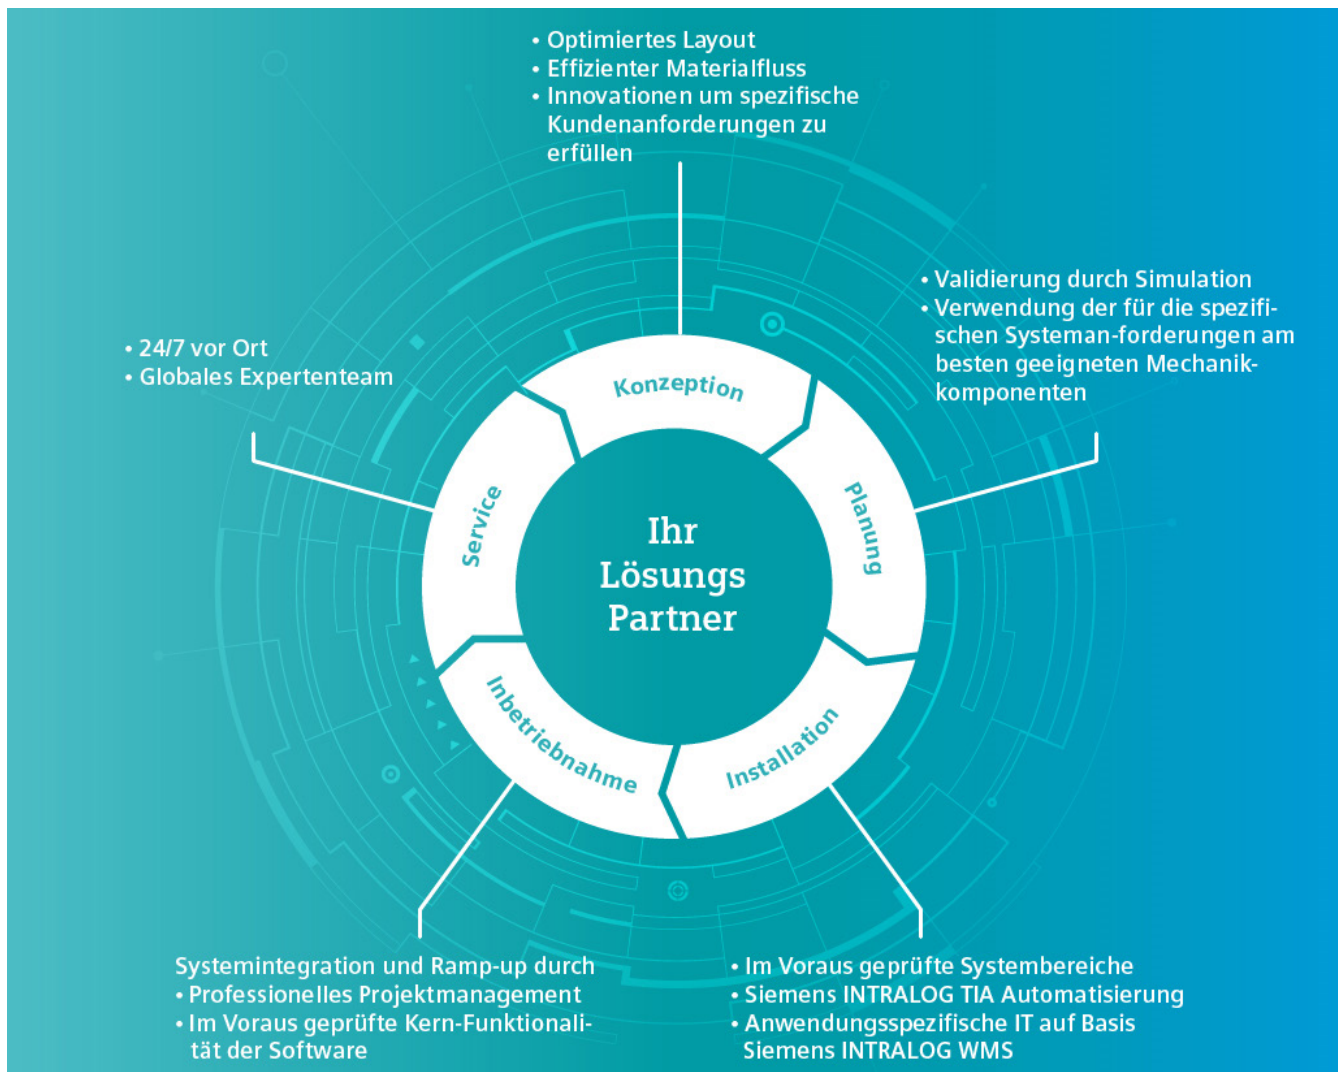 • Optimiertes Layout
• Effizienter Materialfluss
• Innovationen um spezifische
Kundenanforderungen zu
erfüllen
• Validierung durch Simulation
• Verwendung der für die spezifi-
schen Systeman-forderungen am
besten geeigneten Mechanik-
komponenten
• 24/7 vor Ort
• Globales Expertenteam
Konzeption
Planung
Service
Ihr
Lösungs
Partner
Inbetriebnahme
Installation
Systemintegration und Ramp-up durch
• Professionelles Projektmanagement
• Im Voraus geprüfte Kern-Funktionali-
tät der Software
• Im Voraus geprüfte Systembereiche
• Siemens INTRALOG TIA Automatisierung
• Anwendungsspezifische IT auf Basis
Siemens INTRALOG WMS